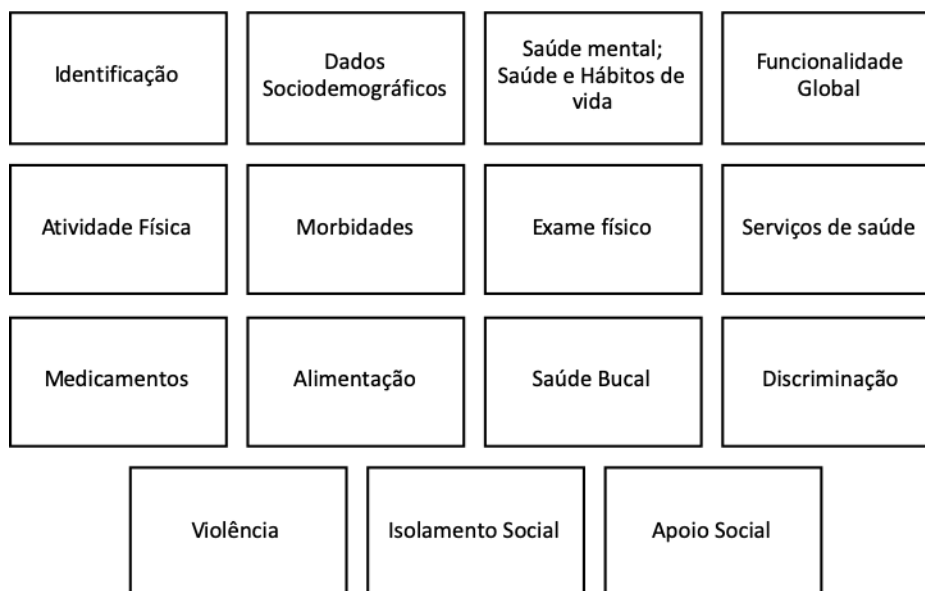 Identificação
Dados
Sociodemográficos
Saúde mental;
Saúde e Hábitos de
vida
Funcionalidade
Global
Atividade Física
Morbidades
Exame físico
Serviços de saúde
Medicamentos
Alimentação
Saúde Bucal
Discriminação
Violência
Isolamento Social
Apoio Social